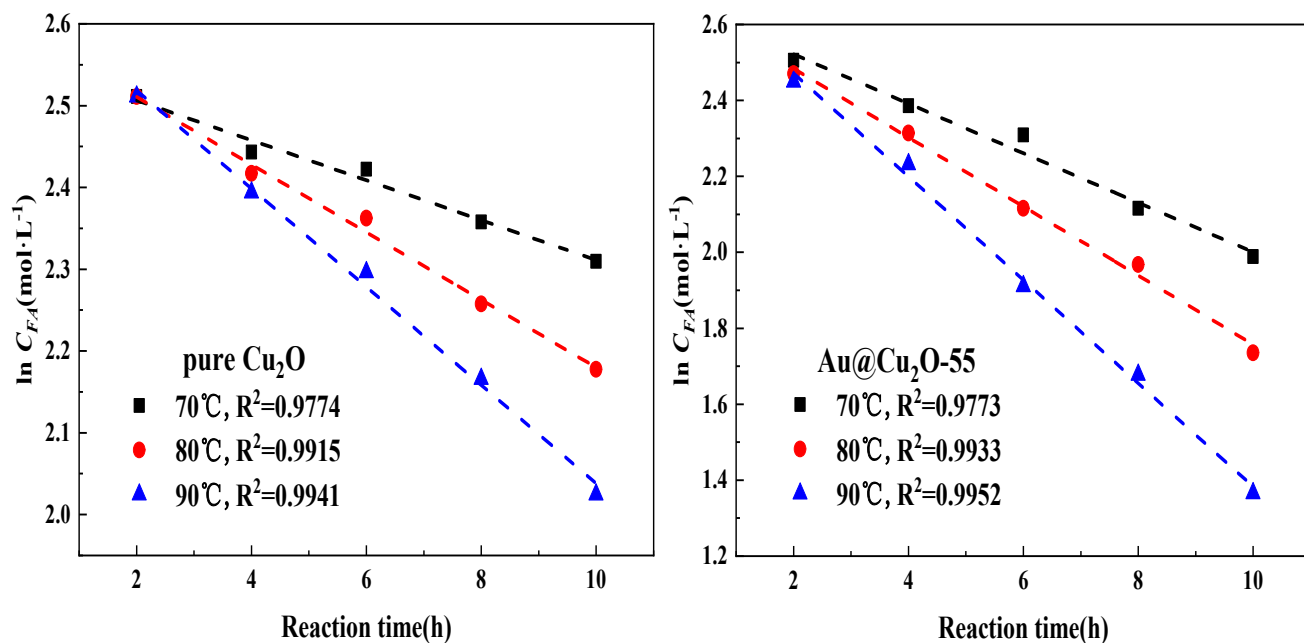 2.6
2.5
2.4
2.3
2.2
2.1
2.0
ln C_FA(mol·L⁻¹)
pure Cu₂O
70℃, R²=0.9774
80℃, R²=0.9915
90℃, R²=0.9941
2 4 6 8 10
Reaction time(h)
2.6
2.4
2.2
2.0
1.8
1.6
1.4
1.2
ln C_FA(mol·L⁻¹)
Au@Cu₂O-55
70℃, R²=0.9773
80℃, R²=0.9933
90℃, R²=0.9952
2 4 6 8 10
Reaction time(h)